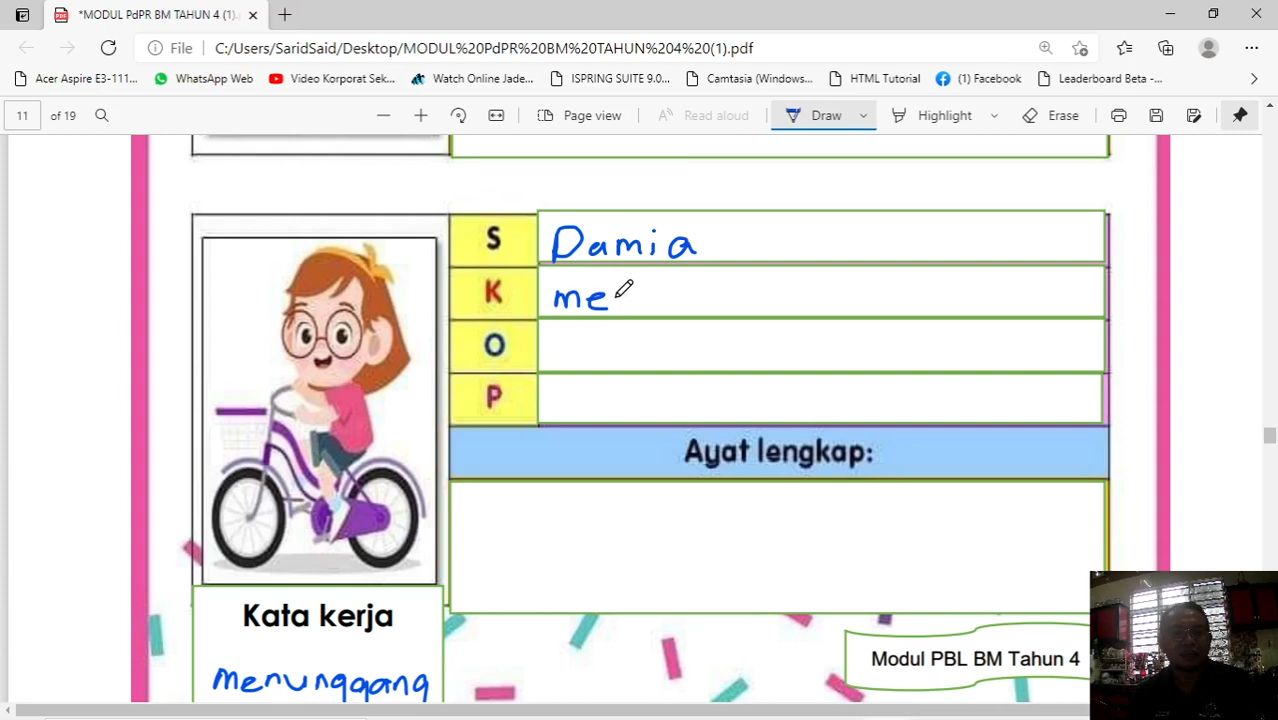 *MODUL PdPR BM TAHUN 4 (1).pdf
File C:/Users/SaridSaid/Desktop/MODUL%20PdPR%20BM%20TAHUN%204%20(1).pdf
Acer Aspire E3-111... WhatsApp Web Video Korporat Sek... Watch Online Jade... ISPRING SUITE 9.0... Camtasia (Windows... HTML Tutorial (1) Facebook Leaderboard Beta -...
11 of 19 Page view Read aloud Draw Highlight Erase
S Damia
K me
O
P
Ayat lengkap:
Kata kerja
menunggang
Modul PBL BM Tahun 4